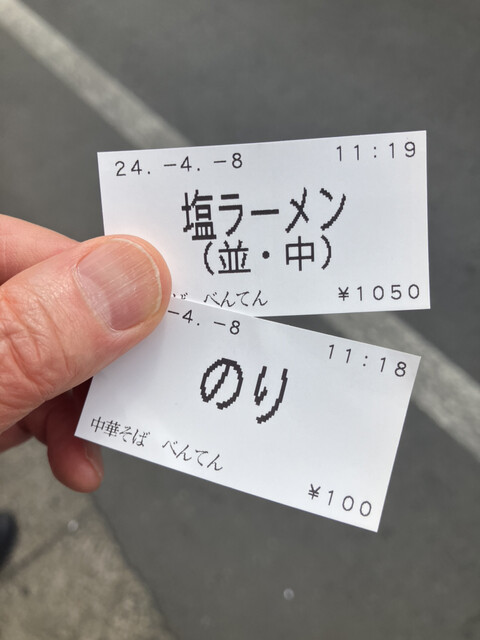 24.-4.-8 11:19
塩ラーメン
(並・中)
ば べんてん ¥1050
-4.-8 11:18
のり
中華そば べんてん
¥100